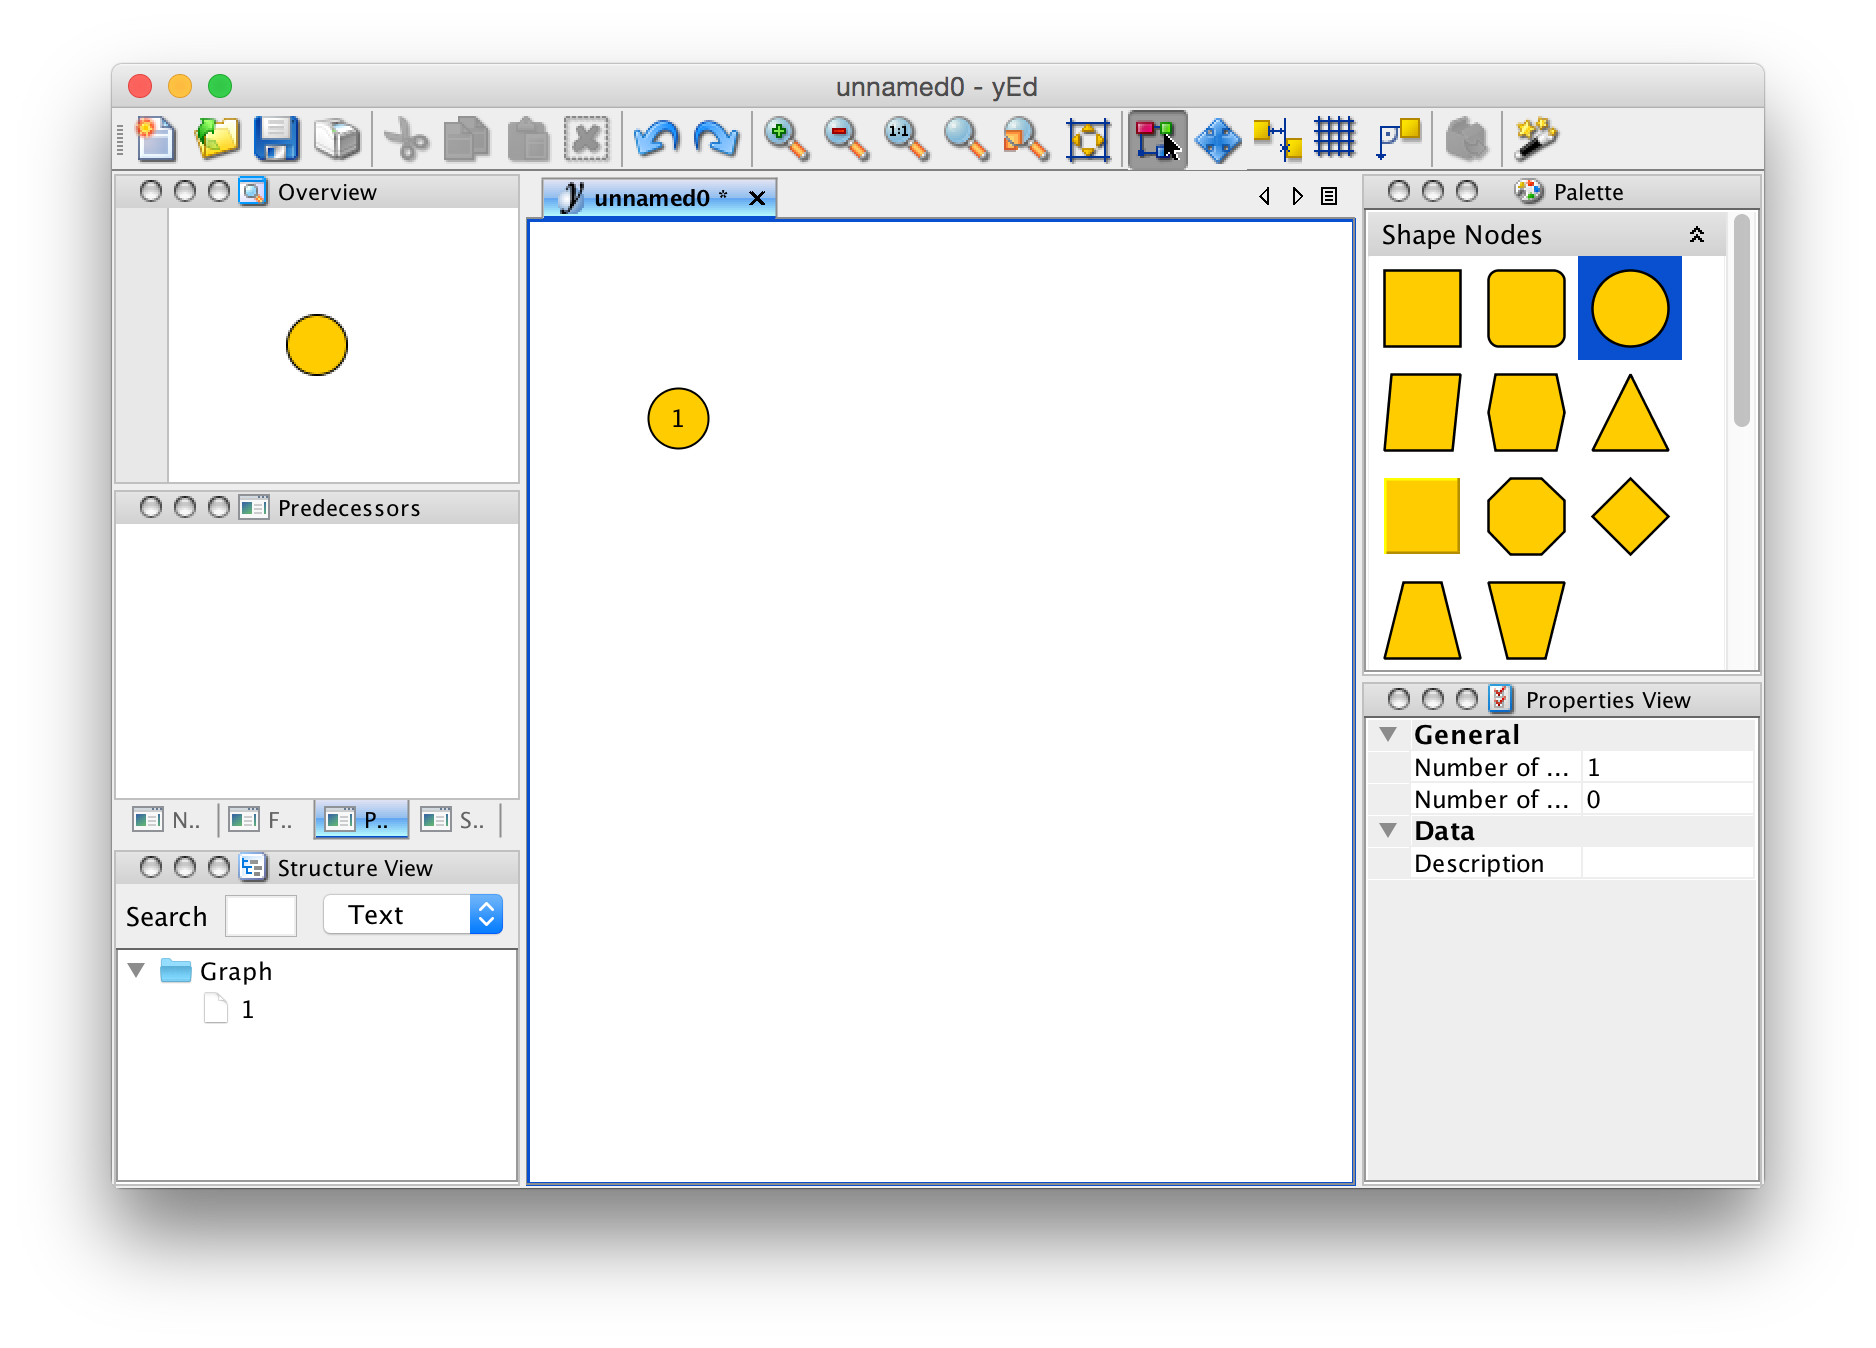 unnamed0 - yEd
1:1
Overview
unnamed0 *
Palette
Shape Nodes
1
Predecessors
N..
F..
P..
S..
Structure View
Search
Text
Graph
1
Properties View
General
Number of ... 1
Number of ... 0
Data
Description